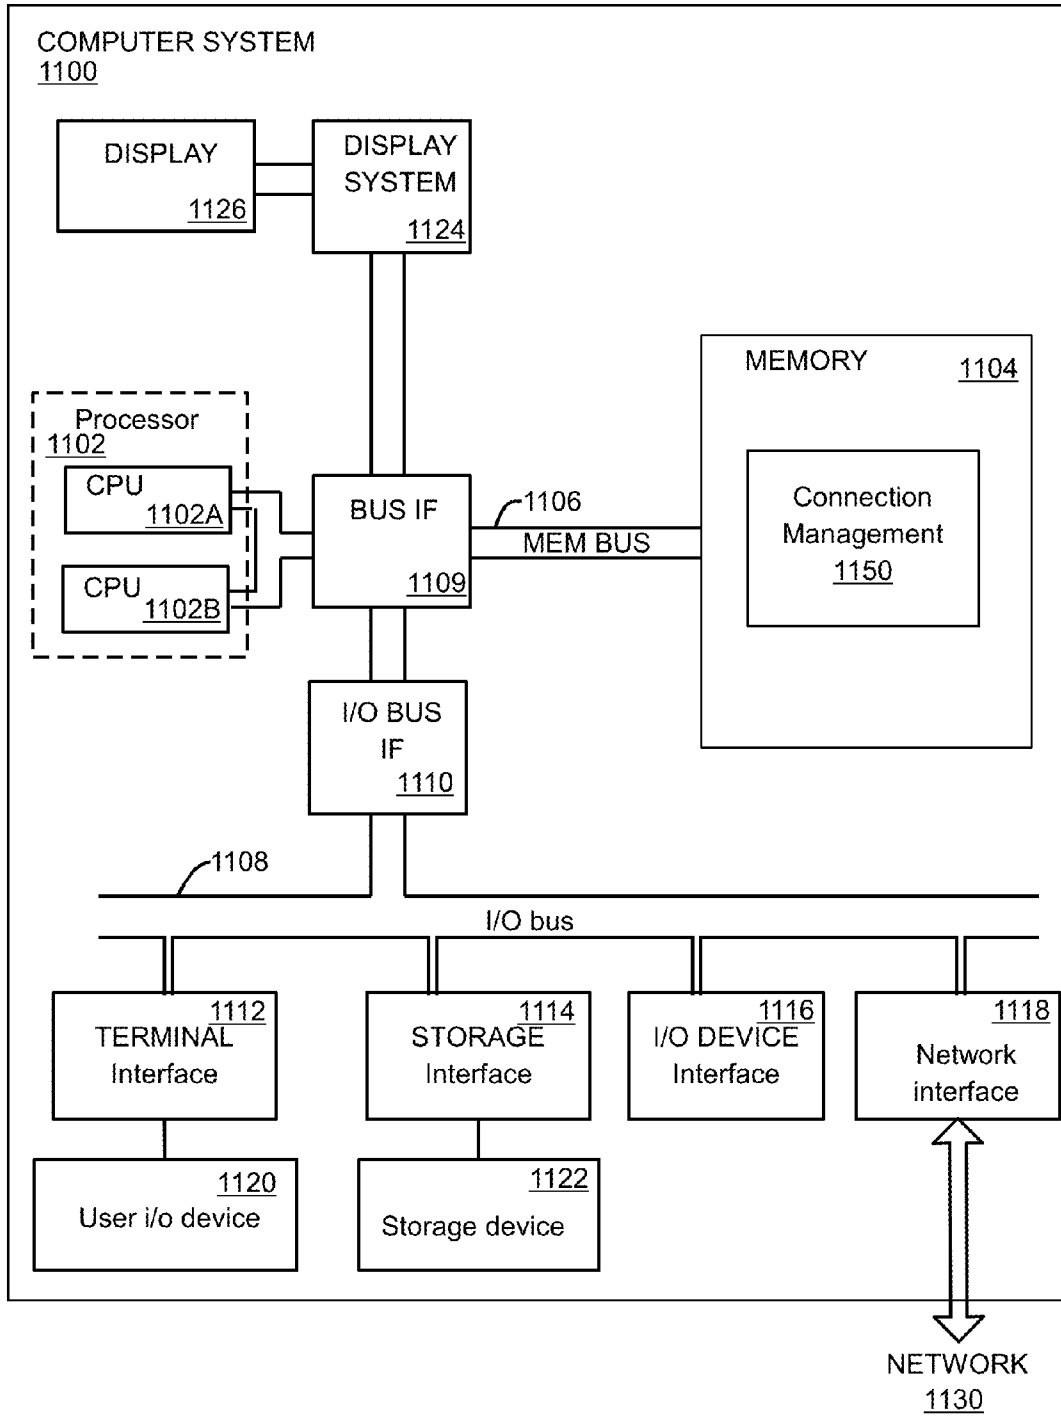 COMPUTER SYSTEM
1100
DISPLAY
1126
DISPLAY
SYSTEM
1124
MEMORY
1104
Processor
1102
CPU
1102A
CPU
1102B
BUS IF
1109
1106
MEM BUS
Connection
Management
1150
I/O BUS
IF
1110
1108
I/O bus
1112
TERMINAL
Interface
1114
STORAGE
Interface
1116
I/O DEVICE
Interface
1118
Network
interface
1120
User i/o device
1122
Storage device
NETWORK
1130